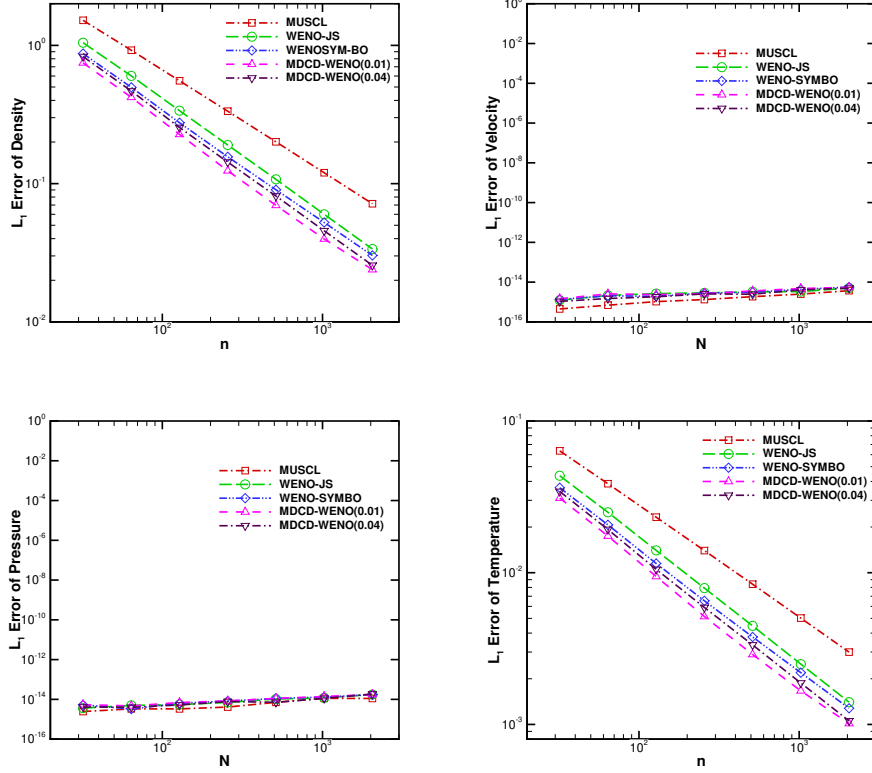 L₁ Error of Density
10⁰
10⁻¹
10⁻²
10²
10³
n
MUSCL
WENO-JS
WENOSYM-BO
MDCD-WENO(0.01)
MDCD-WENO(0.04)
L₁ Error of Velocity
10⁰
10⁻²
10⁻⁴
10⁻⁶
10⁻⁸
10⁻¹⁰
10⁻¹²
10⁻¹⁴
10⁻¹⁶
10²
10³
N
MUSCL
WENO-JS
WENO-SYMBO
MDCD-WENO(0.01)
MDCD-WENO(0.04)
L₁ Error of Pressure
10⁰
10⁻²
10⁻⁴
10⁻⁶
10⁻⁸
10⁻¹⁰
10⁻¹²
10⁻¹⁴
10⁻¹⁶
10²
10³
N
MUSCL
WENO-JS
WENO-SYMBO
MDCD-WENO(0.01)
MDCD-WENO(0.04)
L₁ Error of Temperature
10⁻¹
10⁻²
10⁻³
10²
10³
n
MUSCL
WENO-JS
WENO-SYMBO
MDCD-WENO(0.01)
MDCD-WENO(0.04)